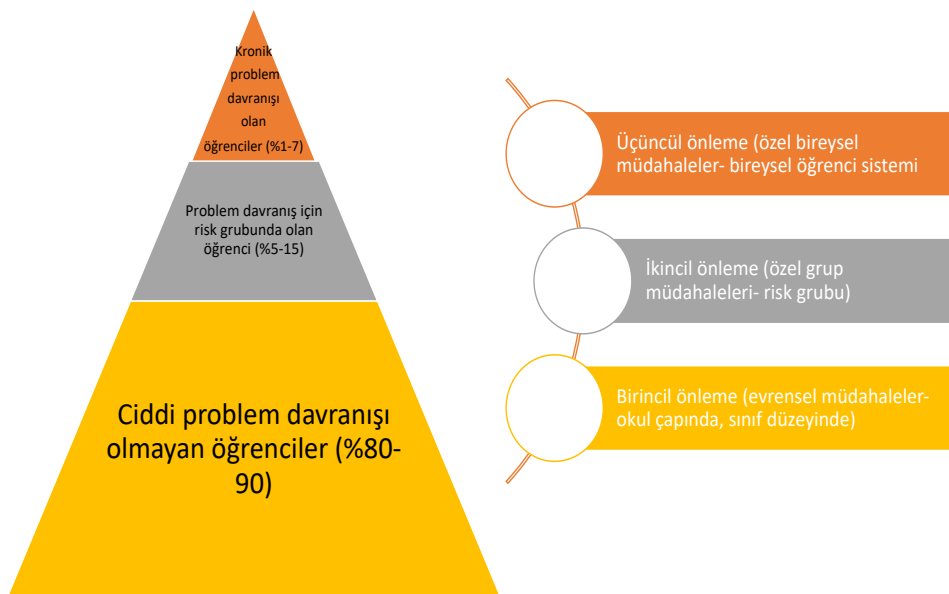 Kronik
problem
davranışı
olan
öğrenciler (%1-7)
Problem davranış için
risk grubunda olan
öğrenci (%5-15)
Ciddi problem davranışı
olmayan öğrenciler (%80-
90)
Üçüncül önleme (özel bireysel
müdahaleler- bireysel öğrenci sistemi
İkincil önleme (özel grup
müdahaleleri- risk grubu)
Birincil önleme (evrensel müdahaleler-
okul çapında, sınıf düzeyinde)